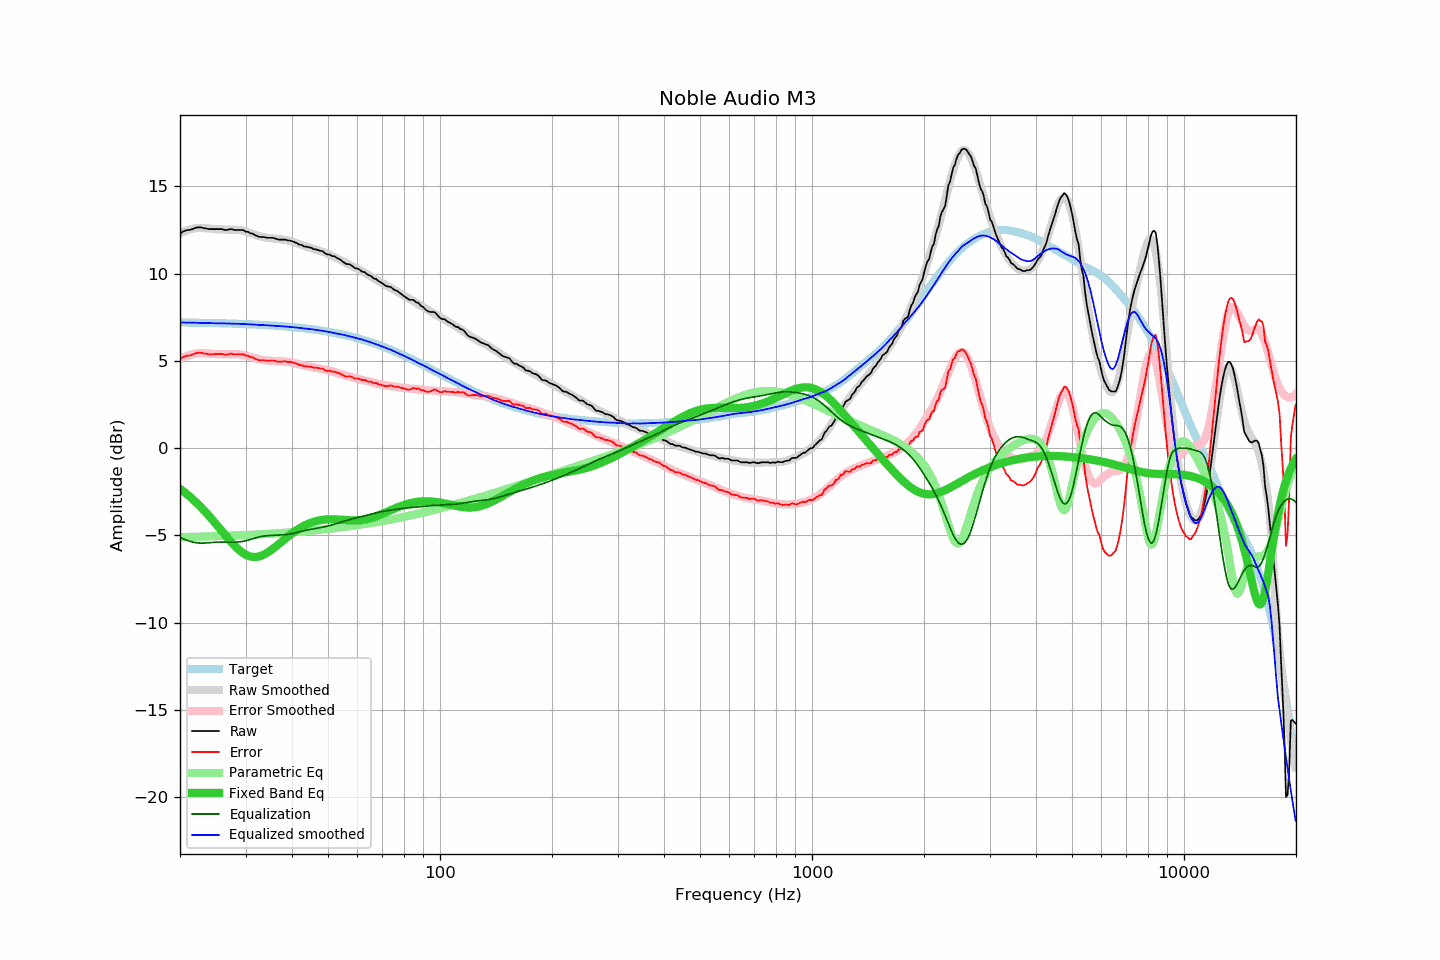 Noble Audio M3
Amplitude (dBr)
15
10
5
0
−5
−10
−15
−20
Target
Raw Smoothed
Error Smoothed
Raw
Error
Parametric Eq
Fixed Band Eq
Equalization
Equalized smoothed
100
1000
10000
Frequency (Hz)